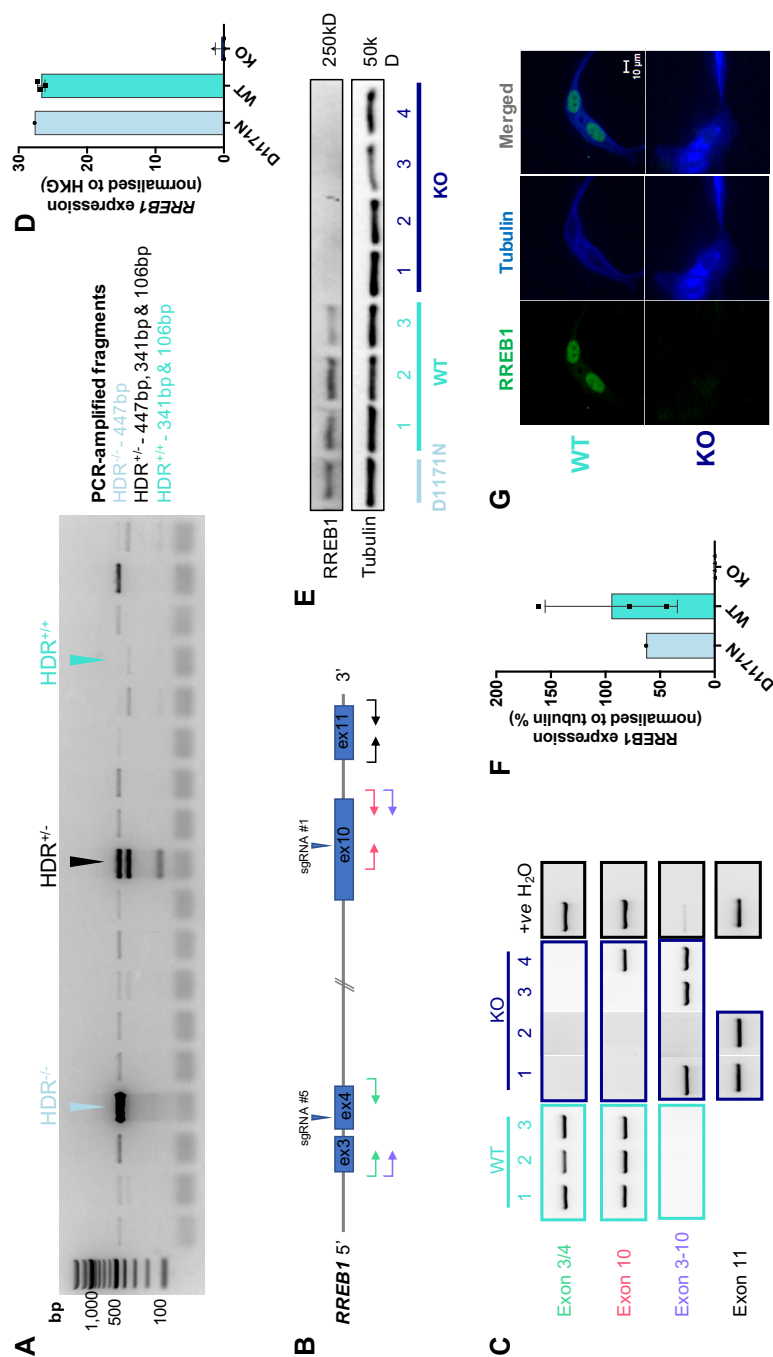 A
bp
1,000
500
100
HDR-/-
HDR+/-
HDR+/+
PCR-amplified fragments
HDR-/- - 447bp
HDR+/- - 447bp, 341bp & 106bp
HDR+/+ - 341bp & 106bp
B
RREB1 5’
ex3
ex4
ex10
ex11
3’
sgRNA #5
sgRNA #1
C
WT
KO
1 2 3
1 2 3 4
+ve H2O
Exon 3/4
Exon 10
Exon 3-10
Exon 11
D
RREB1 expression
(normalised to HKG)
30
20
10
0
D1171N
WT
KO
E
RREB1
250kD
Tubulin
50k
D
1 2 3
1 2 3 4
D1171N
WT
KO
F
RREB1 expression
(normalised to tubulin %)
200
150
100
50
0
D1171N
WT
KO
G
RREB1
Tubulin
Merged
WT
KO
10 µm